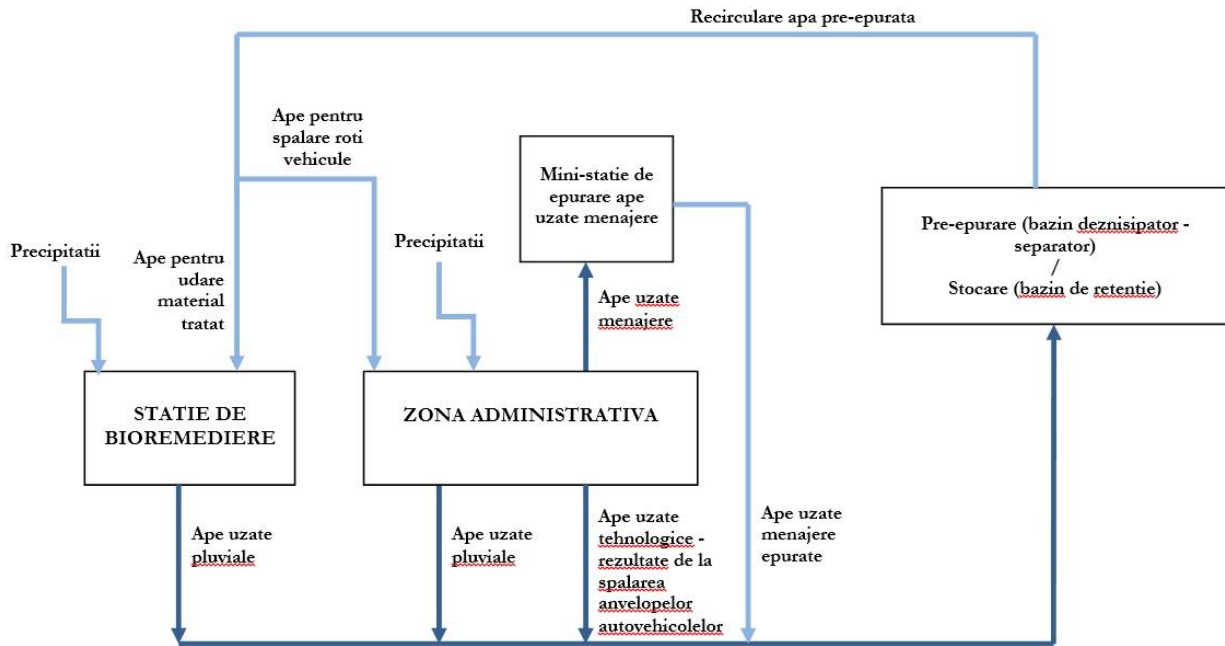 Recirculare apa pre-epurata
Ape pentru
spalare roti
vehicule
Mini-statie de
epurare ape
uzate menajere
Pre-epurare (bazin deznisipator -
separator)
/
Stocare (bazin de retentie)
Precipitatii
Ape pentru
udare
material
tratat
Precipitatii
Ape uzate
menajere
STATIE DE
BIOREMEDIERE
ZONA ADMINISTRATIVA
Ape uzate
pluviale
Ape uzate
pluviale
Ape uzate
tehnologice -
rezultate de la
spalarea
anvelopelor
autovehicolelor
Ape uzate
menajere
epurate